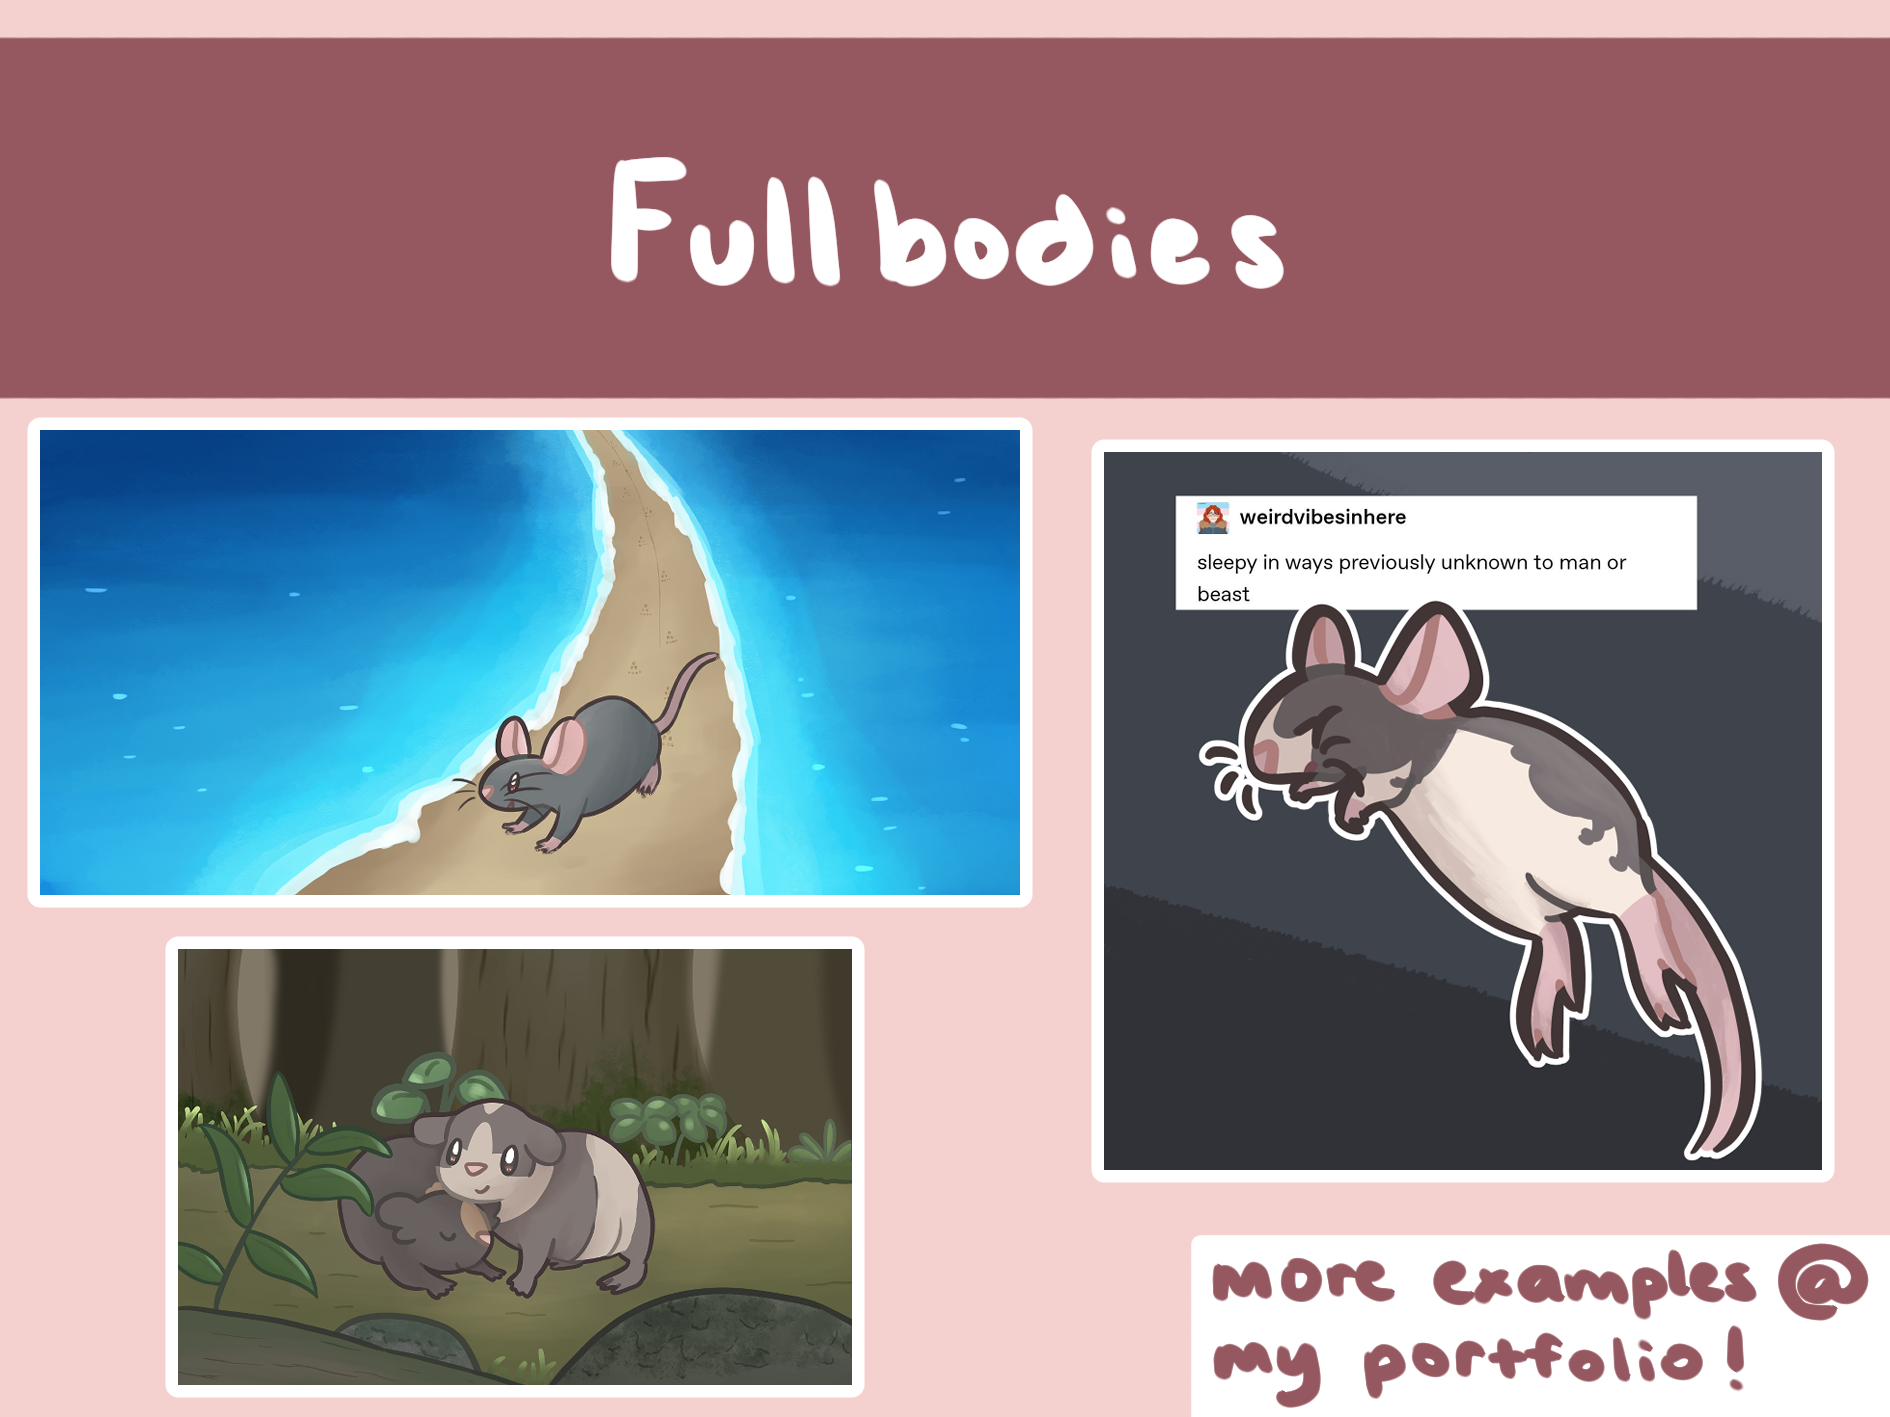 Full bodies
weirdvibesinhere
sleepy in ways previously unknown to man or
beast
more examples @
my portfolio!